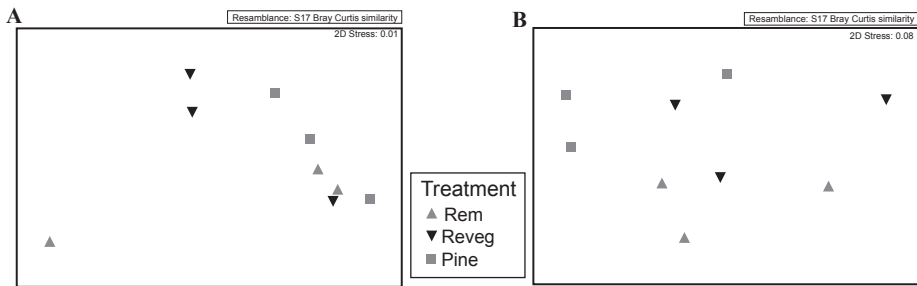 A
Resamblance: S17 Bray Curtis similarity
2D Stress: 0.01
B
Resamblance: S17 Bray Curtis similarity
2D Stress: 0.08
Treatment
Rem
Reveg
Pine